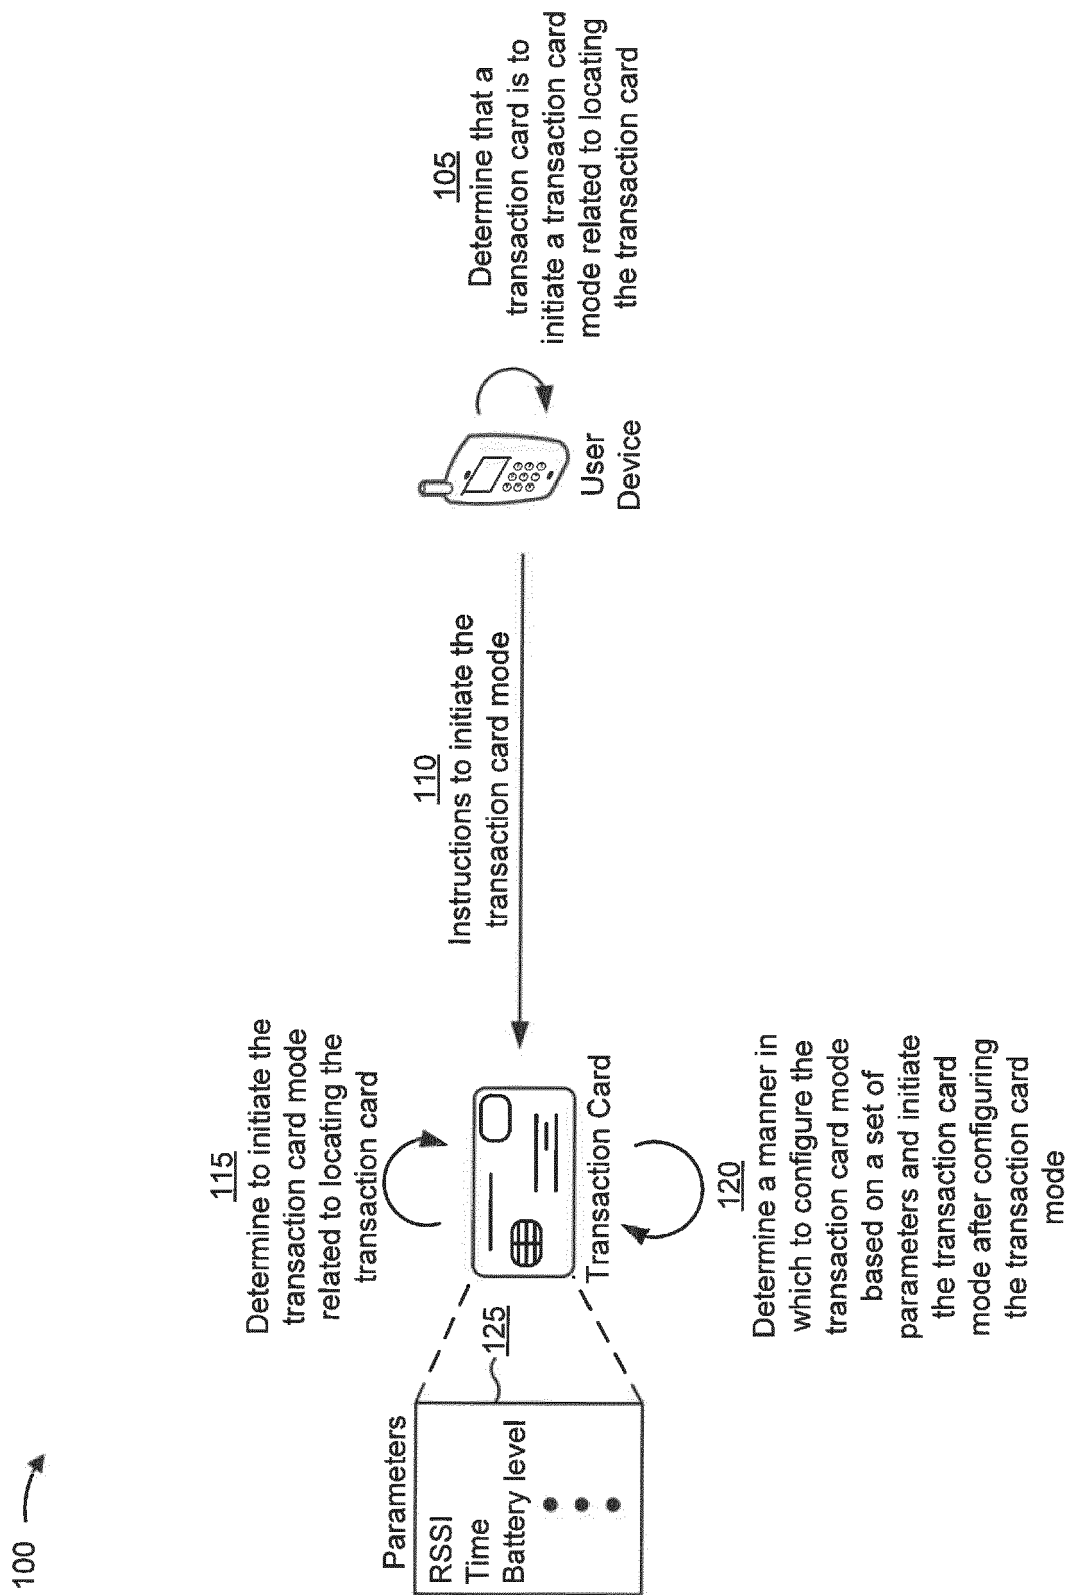 100
105
Determine that a
transaction card is to
initiate a transaction card
mode related to locating
the transaction card
User
Device
110
Instructions to initiate the
transaction card mode
115
Determine to initiate the
transaction card mode
related to locating the
transaction card
Transaction Card
120
Determine a manner in
which to configure the
transaction card mode
based on a set of
parameters and initiate
the transaction card
mode after configuring
the transaction card
mode
125
Parameters
RSSI
Time
Battery level